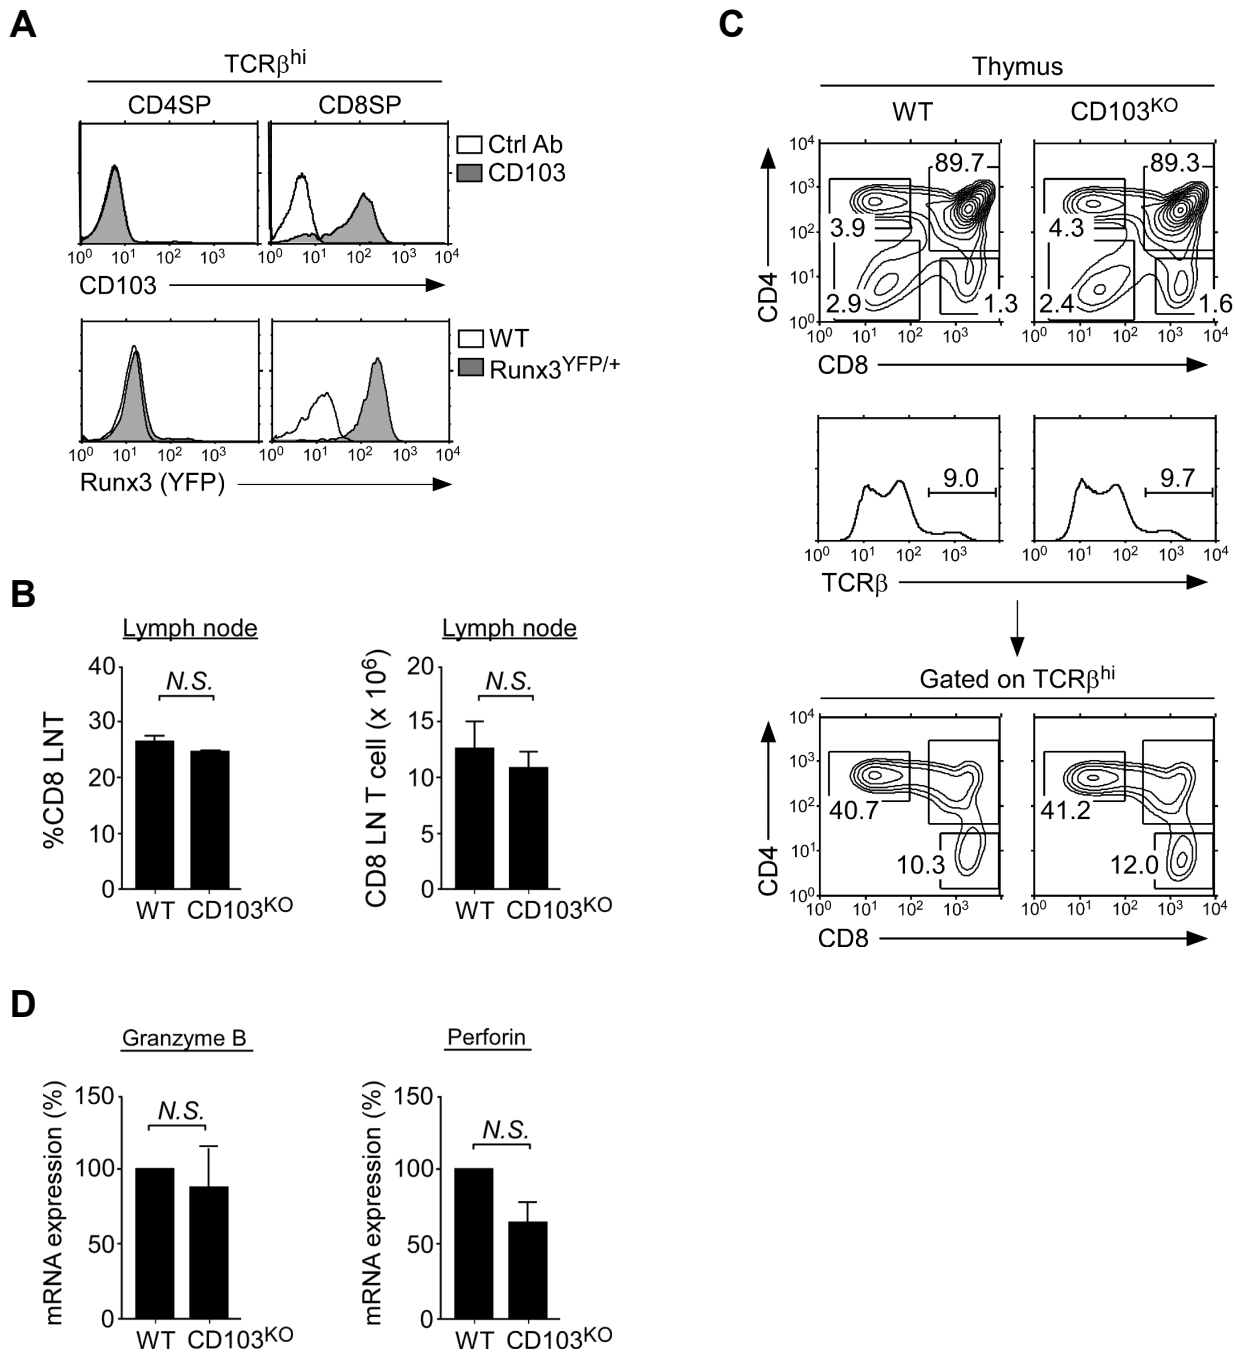 A
TCRβhi
CD4SP
CD8SP
Ctrl Ab
CD103
10⁰ 10¹ 10² 10³
10⁰ 10¹ 10² 10³ 10⁴
CD103
WT
Runx3YFP/+
10⁰ 10¹ 10² 10³
10⁰ 10¹ 10² 10³ 10⁴
Runx3 (YFP)
B
Lymph node
%CD8 LNT
40
30
20
10
0
N.S.
WT CD103KO
Lymph node
CD8 LN T cell (x 10⁶)
20
15
10
5
0
N.S.
WT CD103KO
C
Thymus
WT
CD103KO
CD4
10⁴
10³
10²
10¹
10⁰
89.7
3.9
2.9
1.3
89.3
4.3
2.4
1.6
10⁰ 10¹ 10² 10³
10⁰ 10¹ 10² 10³ 10⁴
CD8
9.0
9.7
10⁰ 10¹ 10² 10³
10⁰ 10¹ 10² 10³ 10⁴
TCRβ
Gated on TCRβhi
CD4
10⁴
10³
10²
10¹
10⁰
40.7
10.3
41.2
12.0
10⁰ 10¹ 10² 10³
10⁰ 10¹ 10² 10³ 10⁴
CD8
D
Granzyme B
mRNA expression (%)
150
100
50
0
N.S.
WT CD103KO
Perforin
mRNA expression (%)
150
100
50
0
N.S.
WT CD103KO